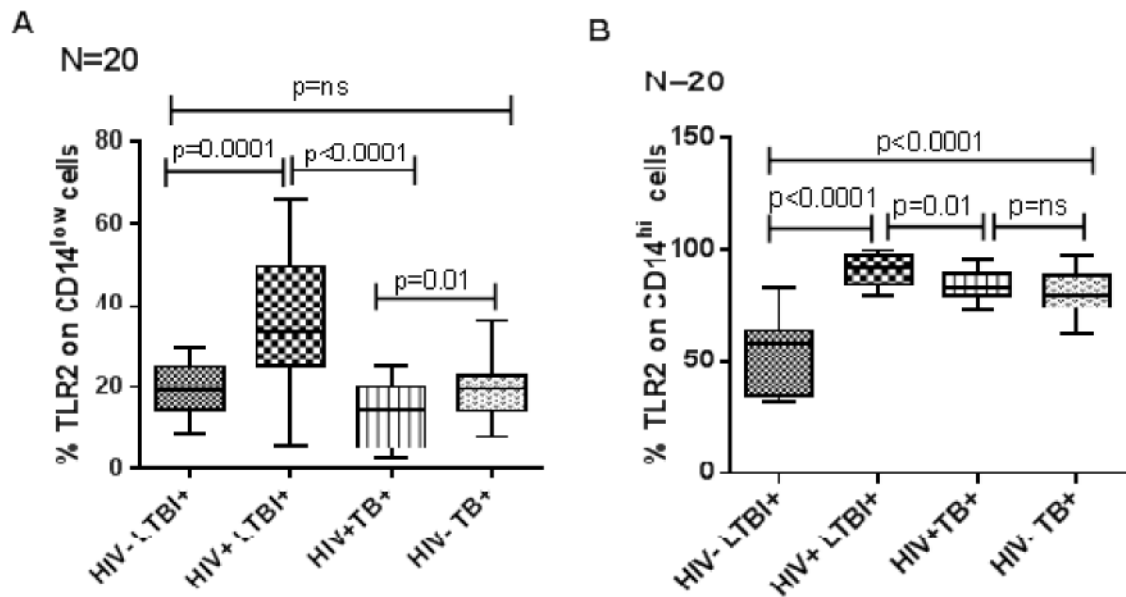 A
N=20
p=ns
p=0.0001
p<0.0001
p=0.01
80
60
40
20
0
% TLR2 on CD14low cells
HIV- LTBI+
HIV+ LTBI+
HIV+TB+
HIV- TB+
B
N-20
p<0.0001
p<0.0001
p=0.01
p=ns
150
100
50
0
% TLR2 on CD14hi cells
HIV- LTBI+
HIV+ LTBI+
HIV+TB+
HIV- TB+